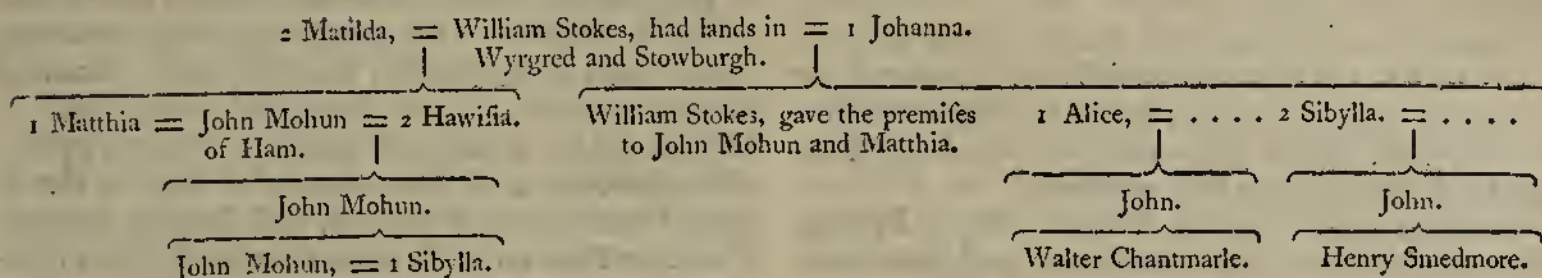 2 Matilda, = William Stokes, had lands in = 1 Johanna.
Wyrgred and Stowburgh.
1 Matthia = John Mohun = 2 Hawiſia. William Stokes, gave the premiſes 1 Alice, = . . . . 2 Sibylla. = . . . .
of Ham. to John Mohun and Matthia.
John Mohun. John. John.
John Mohun, = 1 Sibylla. Walter Chantmarle. Henry Smedmore.